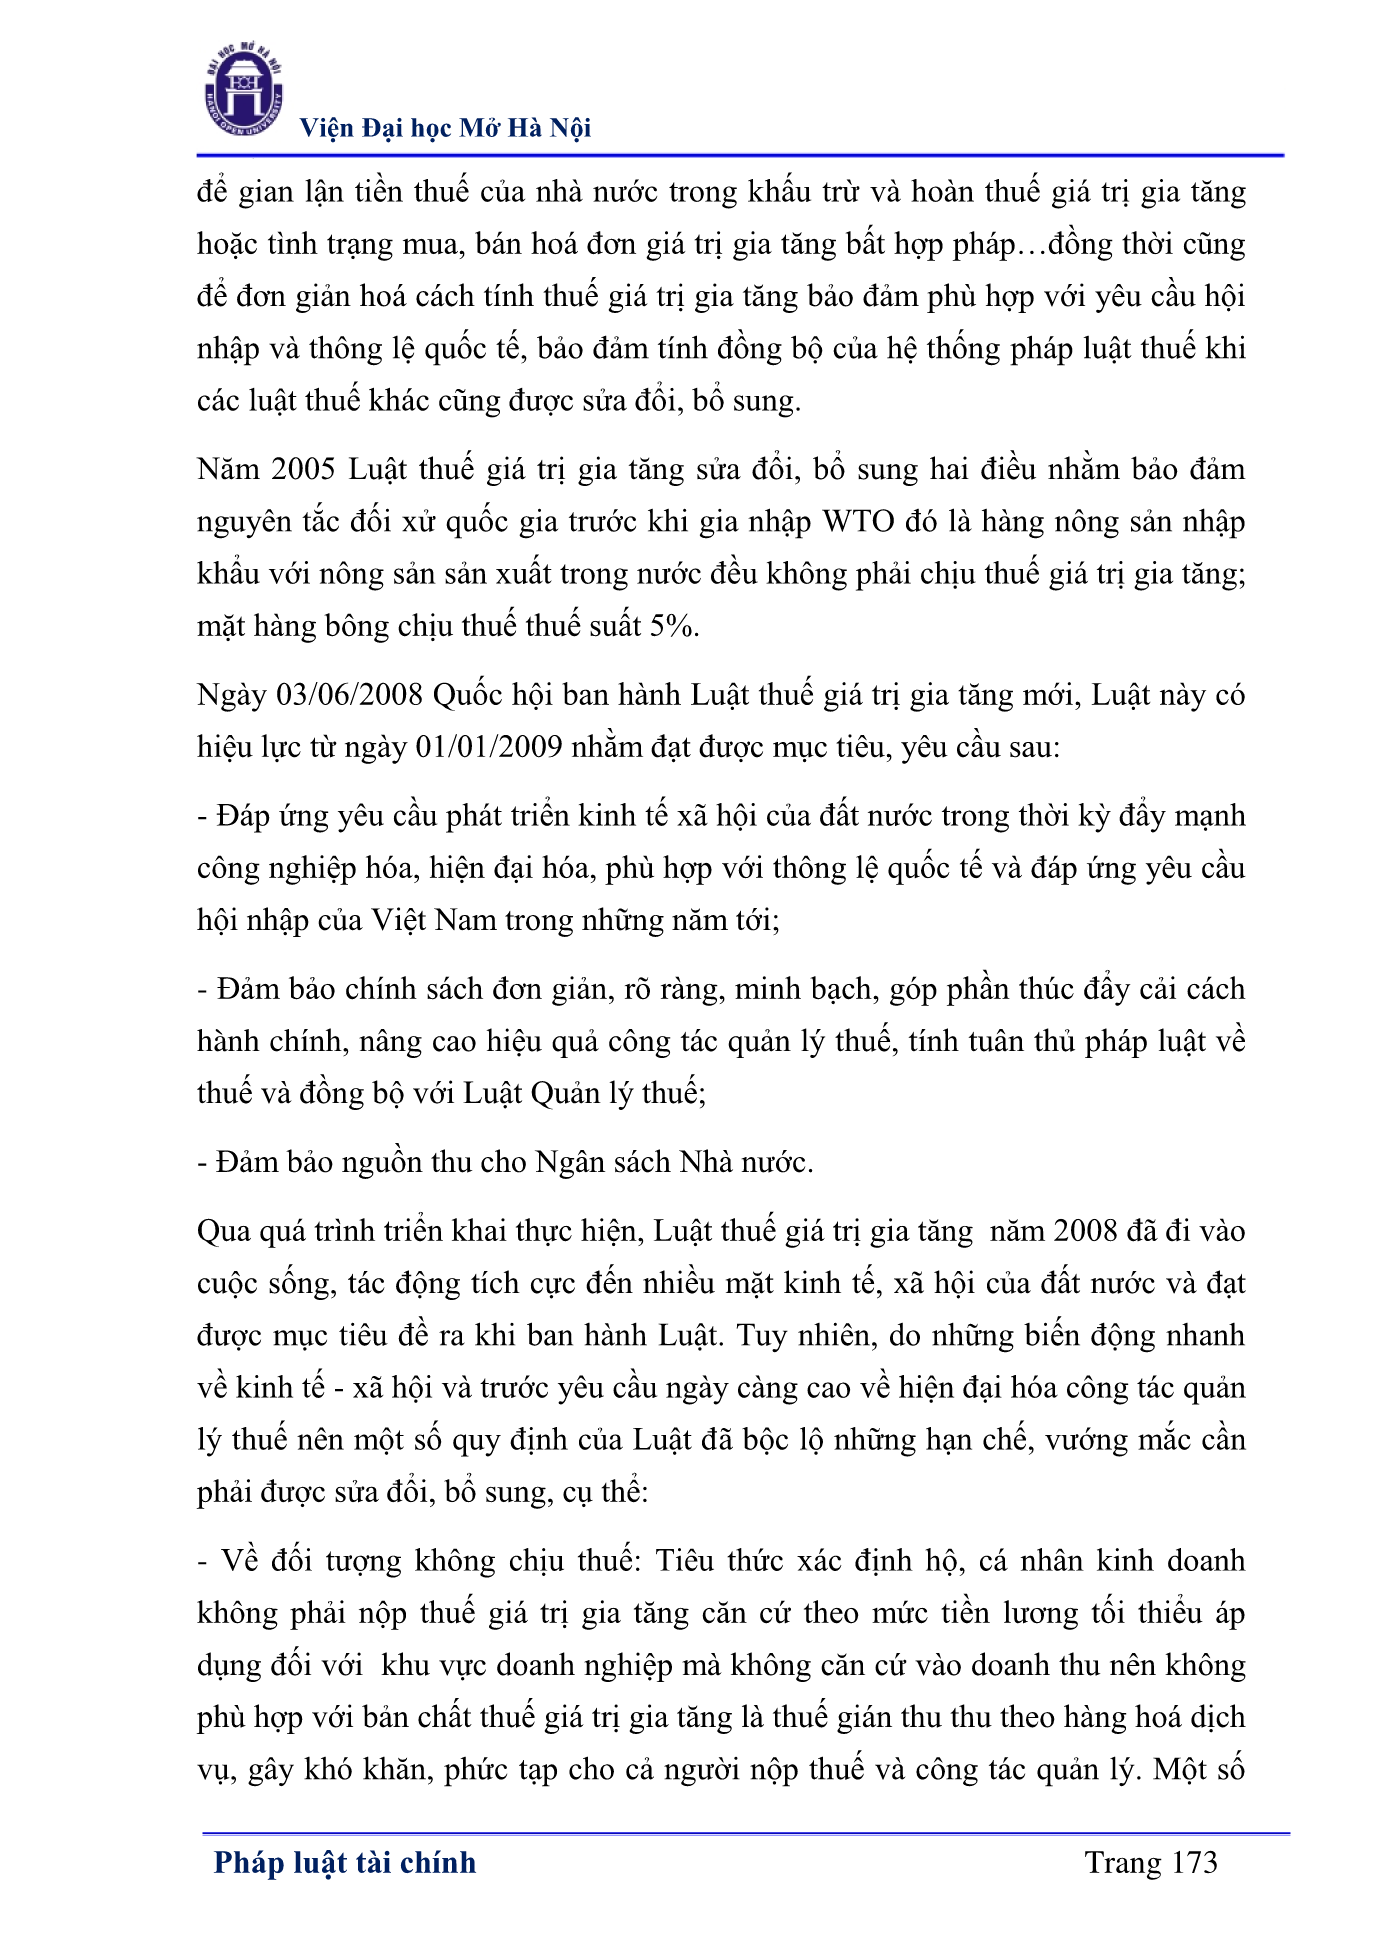 ĐẠI HỌC MỞ HÀ NỘI
HANOI OPEN UNIVERSITY
Viện Đại học Mở Hà Nội
để gian lận tiền thuế của nhà nước trong khấu trừ và hoàn thuế giá trị gia tăng
hoặc tình trạng mua, bán hoá đơn giá trị gia tăng bất hợp pháp…đồng thời cũng
để đơn giản hoá cách tính thuế giá trị gia tăng bảo đảm phù hợp với yêu cầu hội
nhập và thông lệ quốc tế, bảo đảm tính đồng bộ của hệ thống pháp luật thuế khi
các luật thuế khác cũng được sửa đổi, bổ sung.
Năm 2005 Luật thuế giá trị gia tăng sửa đổi, bổ sung hai điều nhằm bảo đảm
nguyên tắc đối xử quốc gia trước khi gia nhập WTO đó là hàng nông sản nhập
khẩu với nông sản sản xuất trong nước đều không phải chịu thuế giá trị gia tăng;
mặt hàng bông chịu thuế thuế suất 5%.
Ngày 03/06/2008 Quốc hội ban hành Luật thuế giá trị gia tăng mới, Luật này có
hiệu lực từ ngày 01/01/2009 nhằm đạt được mục tiêu, yêu cầu sau:
- Đáp ứng yêu cầu phát triển kinh tế xã hội của đất nước trong thời kỳ đẩy mạnh
công nghiệp hóa, hiện đại hóa, phù hợp với thông lệ quốc tế và đáp ứng yêu cầu
hội nhập của Việt Nam trong những năm tới;
- Đảm bảo chính sách đơn giản, rõ ràng, minh bạch, góp phần thúc đẩy cải cách
hành chính, nâng cao hiệu quả công tác quản lý thuế, tính tuân thủ pháp luật về
thuế và đồng bộ với Luật Quản lý thuế;
- Đảm bảo nguồn thu cho Ngân sách Nhà nước.
Qua quá trình triển khai thực hiện, Luật thuế giá trị gia tăng  năm 2008 đã đi vào
cuộc sống, tác động tích cực đến nhiều mặt kinh tế, xã hội của đất nước và đạt
được mục tiêu đề ra khi ban hành Luật. Tuy nhiên, do những biến động nhanh
về kinh tế - xã hội và trước yêu cầu ngày càng cao về hiện đại hóa công tác quản
lý thuế nên một số quy định của Luật đã bộc lộ những hạn chế, vướng mắc cần
phải được sửa đổi, bổ sung, cụ thể:
- Về đối tượng không chịu thuế: Tiêu thức xác định hộ, cá nhân kinh doanh
không phải nộp thuế giá trị gia tăng căn cứ theo mức tiền lương tối thiểu áp
dụng đối với  khu vực doanh nghiệp mà không căn cứ vào doanh thu nên không
phù hợp với bản chất thuế giá trị gia tăng là thuế gián thu thu theo hàng hoá dịch
vụ, gây khó khăn, phức tạp cho cả người nộp thuế và công tác quản lý. Một số
Pháp luật tài chính Trang 173